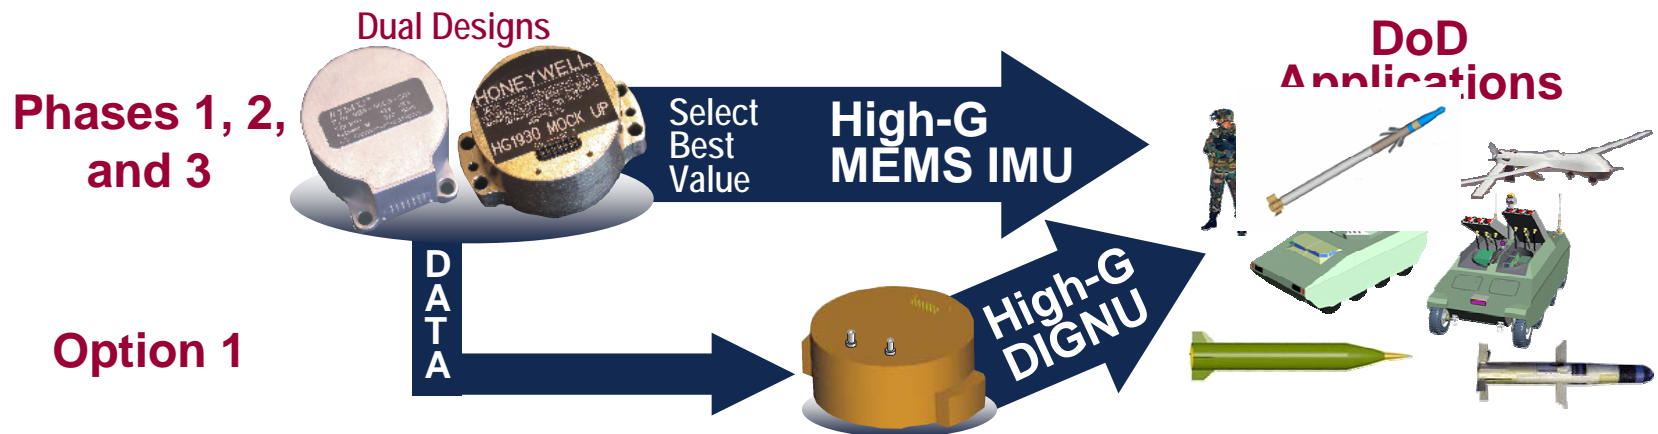 Dual Designs
DoD
Applications
Phases 1, 2,
and 3
HONEYWELL
HG1930 MOCK UP
Select
Best
Value
High-G
MEMS IMU
DATA
High-G
DIGNU
Option 1